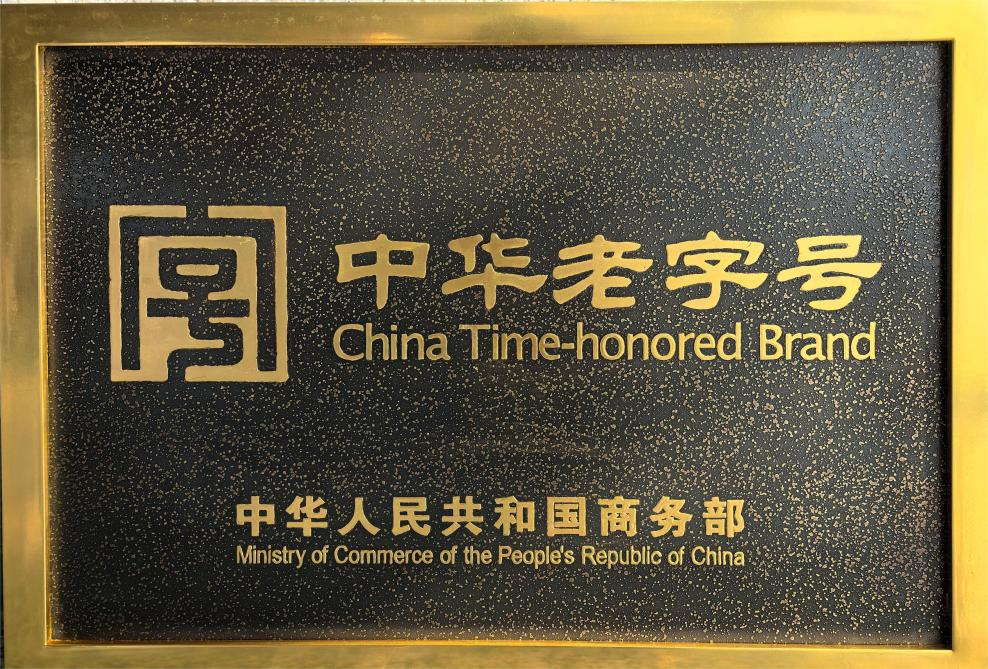 中华老字号
China Time-honored Brand
中华人民共和国商务部
Ministry of Commerce of the People's Republic of China